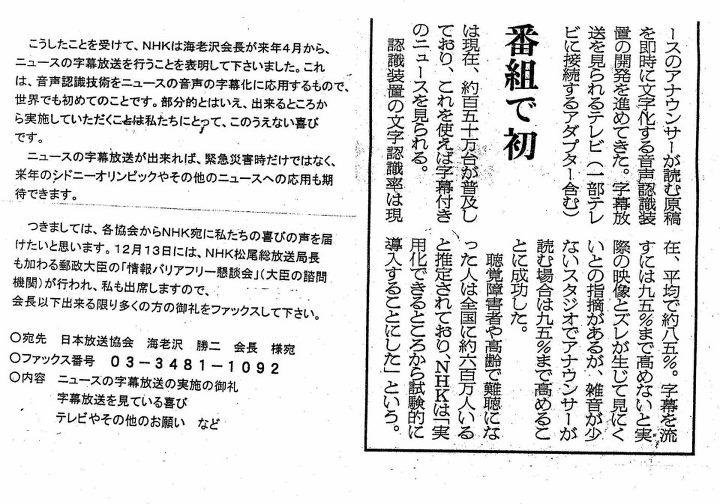 こうしたことを受けて、NHKは海老沢会長が来年4月から、
ニュースの字幕放送を行うことを表明して下さいました。これ
は、音声認識技術をニュースの音声の字幕化に応用するもので、
世界でも初めてのことです。部分的とはいえ、出来るところか
ら実施していただくことは私たちにとって、このうえない喜び
です。
ニュースの字幕放送が出来れば、緊急災害時だけではなく、
来年のシドニーオリンピックやその他のニュースへの応用も期
待できます。
つきましては、各協会からNHK宛に私たちの喜びの声を届
けたいと思います。12月13日には、NHK松尾総放送局長
も加わる郵政大臣の「情報バリアフリー懇談会」(大臣の諮問
機関)が行われ、私も出席しますので、
会長以下出来る限り多くの方の御礼をファックスして下さい。
○宛先　日本放送協会　海老沢　勝二　会長　様宛
○ファックス番号　03-3481-1092
○内容　ニュースの字幕放送の実施の御礼
字幕放送を見ている喜び
テレビやその他のお願い　など
番組で初
ースのアナウンサーが読む原稿
を即時に文字化する音声認識装
置の開発を進めてきた。字幕放
送を見られるテレビ(一部テレ
ビに接続するアダプター含む)
は現在、約百五十万台が普及し
ており、これを使えば字幕付き
のニュースを見られる。
認識装置の文字認識率は現
在、平均で約八五%。字幕を流
すには九五%まで高めないと実
際の映像とズレが生じて見にく
いとの指摘があるが、雑音が少
ないスタジオでアナウンサーが
読む場合は九五%まで高めるこ
とに成功した。
聴覚障害者や高齢で難聴にな
った人は全国に約六百万人いる
と推定されており、NHKは「実
用化できるところから試験的に
導入することにした」という。